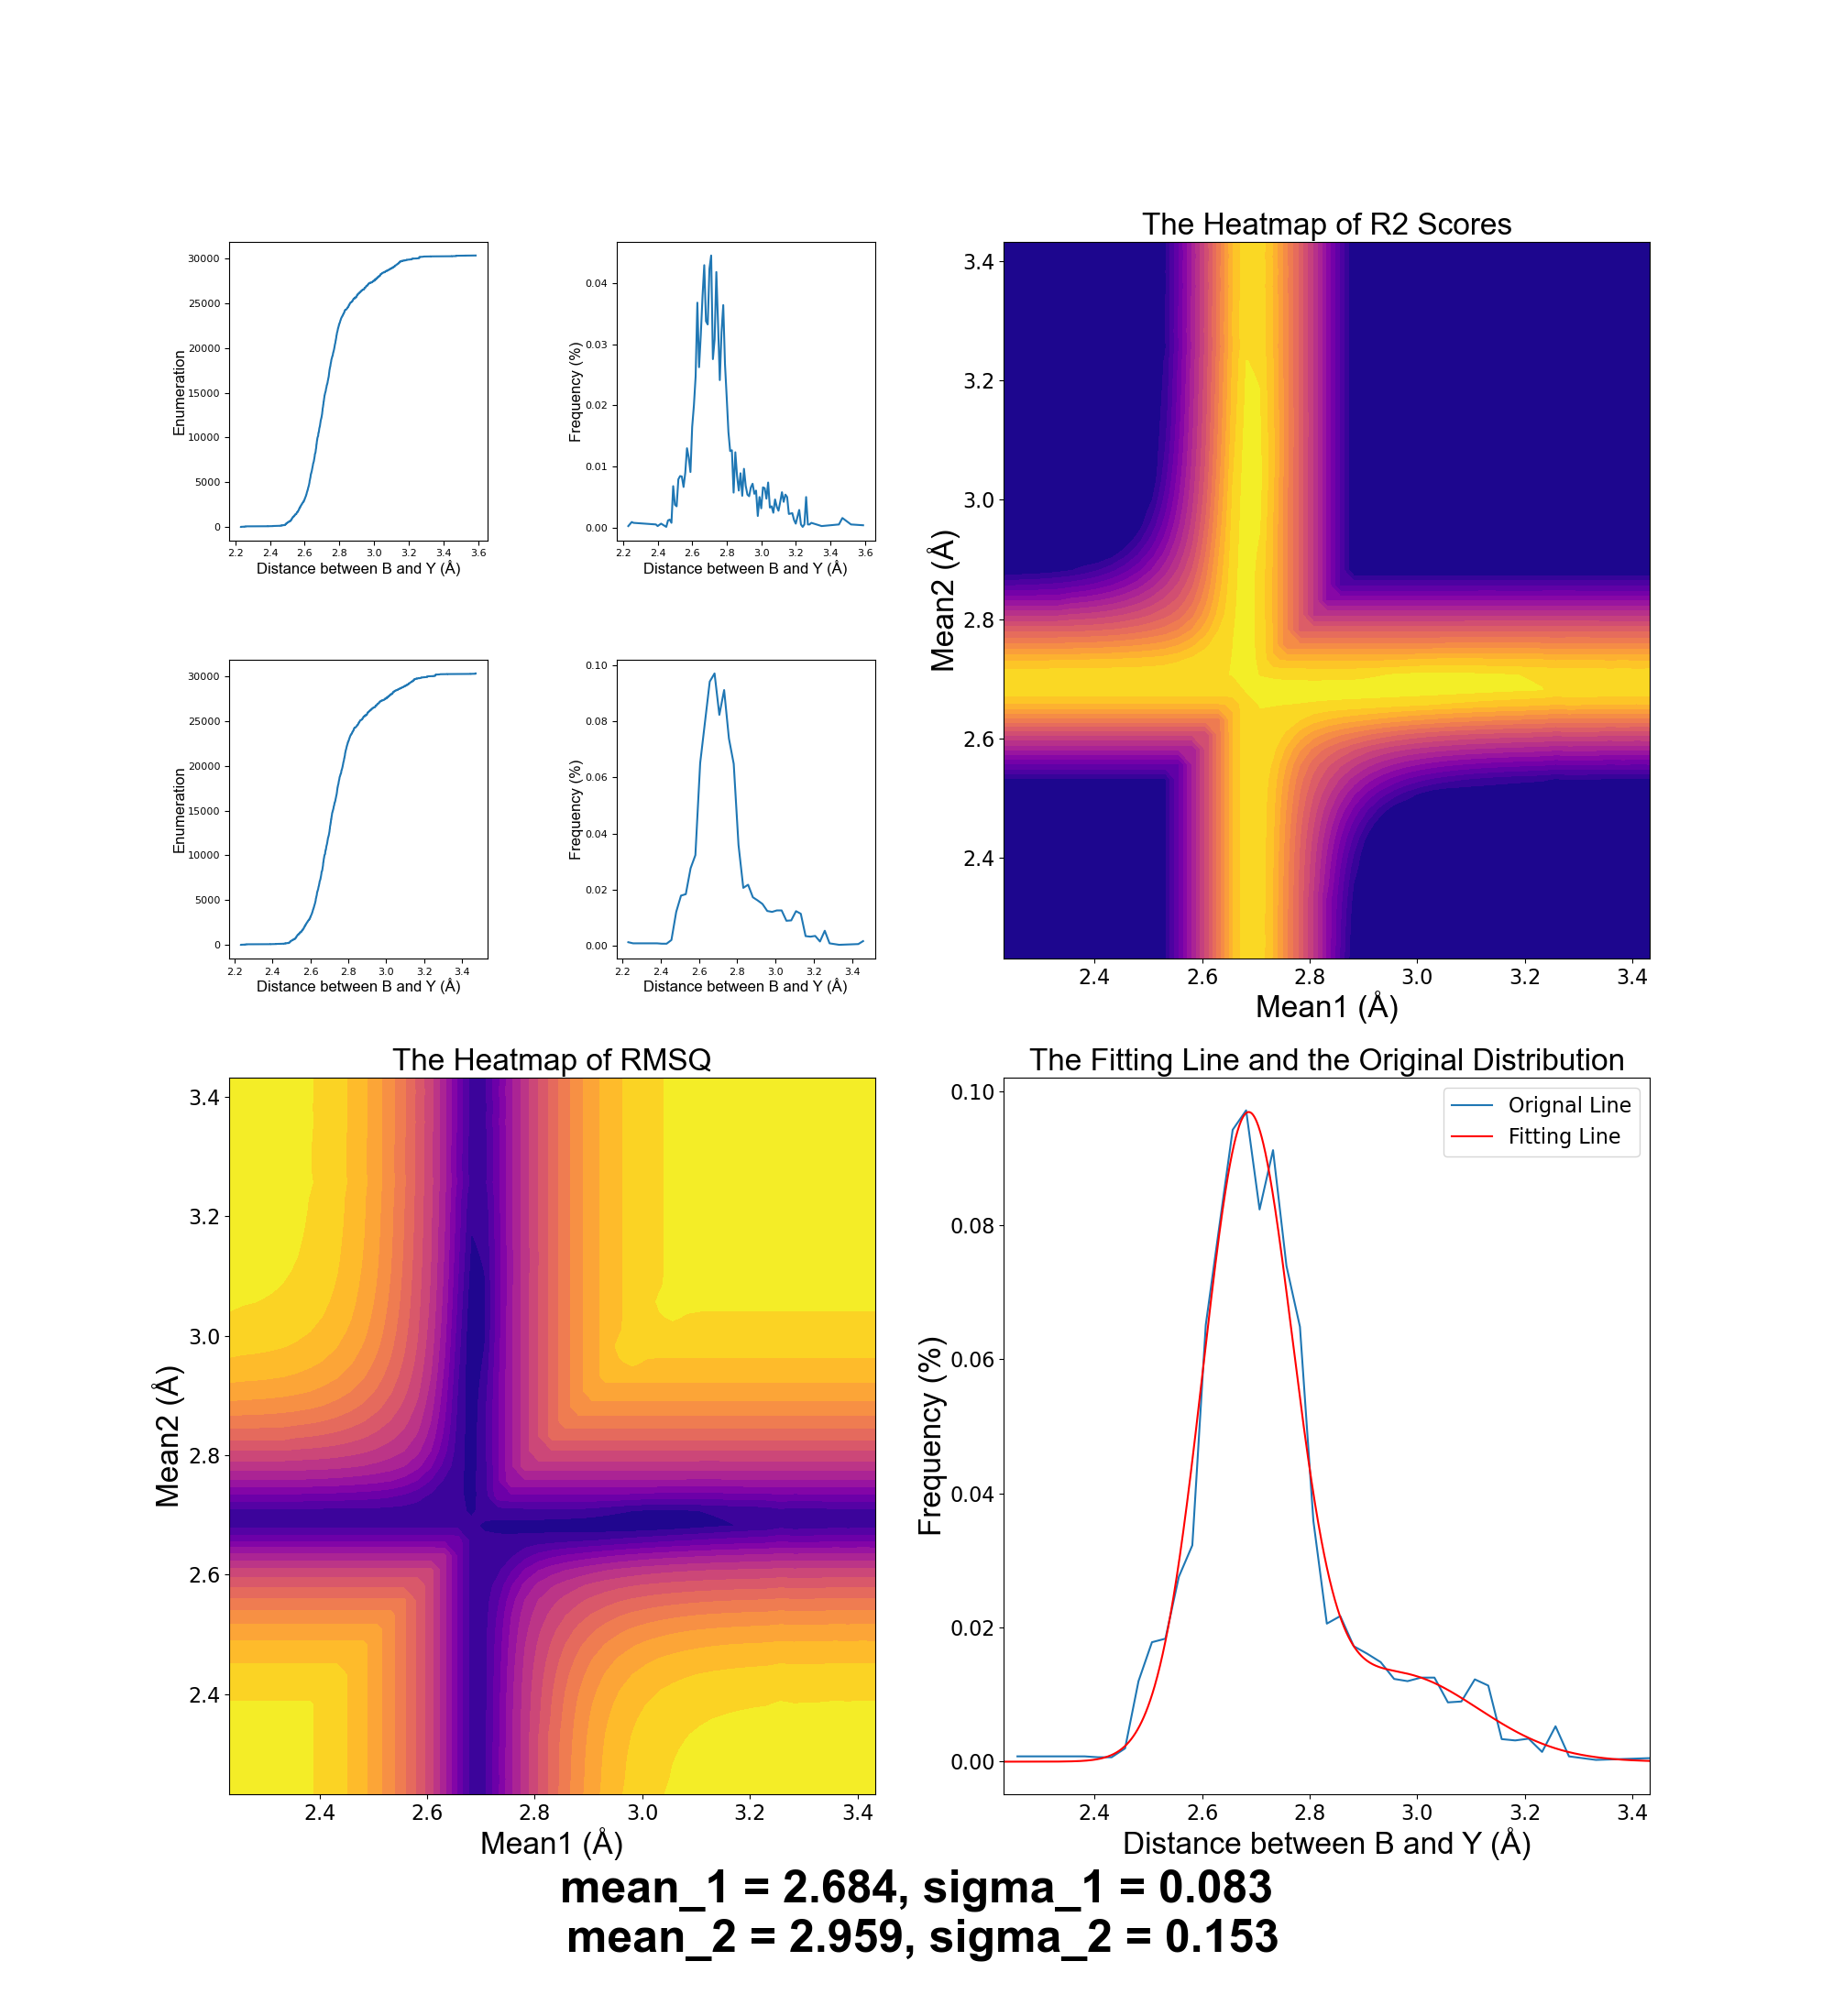 The Heatmap of R2 Scores
30000
25000
20000
15000
10000
5000
0
Enumeration
2.2 2.4 2.6 2.8 3.0 3.2 3.4 3.6
Distance between B and Y (Å)
0.04
0.03
0.02
0.01
0.00
Frequency (%)
2.2 2.4 2.6 2.8 3.0 3.2 3.4 3.6
Distance between B and Y (Å)
3.4
3.2
3.0
2.8
2.6
2.4
Mean2 (Å)
2.4 2.6 2.8 3.0 3.2 3.4
Mean1 (Å)
30000
25000
20000
15000
10000
5000
0
Enumeration
2.2 2.4 2.6 2.8 3.0 3.2 3.4
Distance between B and Y (Å)
0.10
0.08
0.06
0.04
0.02
0.00
Frequency (%)
2.2 2.4 2.6 2.8 3.0 3.2 3.4
Distance between B and Y (Å)
The Heatmap of RMSQ
3.4
3.2
3.0
2.8
2.6
2.4
Mean2 (Å)
2.4 2.6 2.8 3.0 3.2 3.4
Mean1 (Å)
The Fitting Line and the Original Distribution
Orignal Line
Fitting Line
0.10
0.08
0.06
0.04
0.02
0.00
Frequency (%)
2.4 2.6 2.8 3.0 3.2 3.4
Distance between B and Y (Å)
mean_1 = 2.684, sigma_1 = 0.083
mean_2 = 2.959, sigma_2 = 0.153